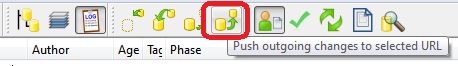 LOG
Author Age Tag Phase
Push outgoing changes to selected URL